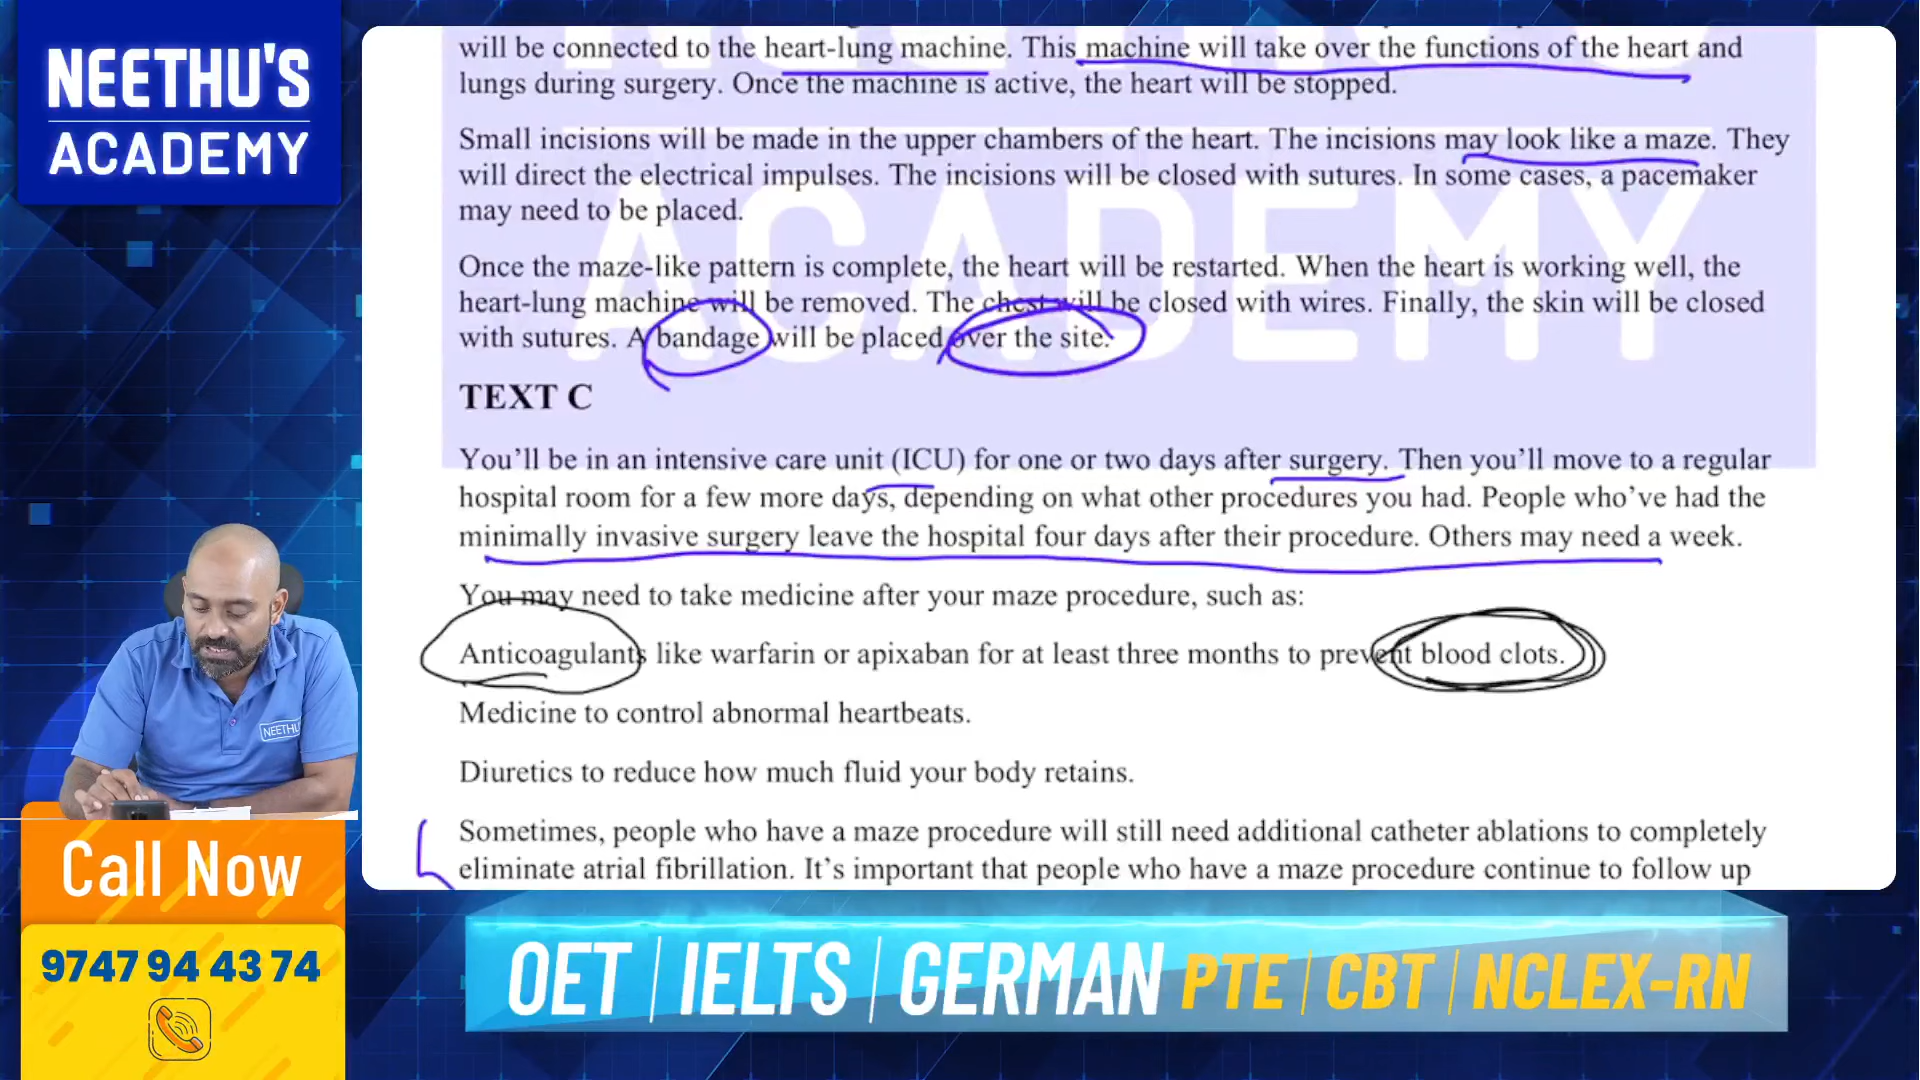 NEETHU'S
ACADEMY
will be connected to the heart-lung machine. This machine will take over the functions of the heart and
lungs during surgery. Once the machine is active, the heart will be stopped.
Small incisions will be made in the upper chambers of the heart. The incisions may look like a maze. They
will direct the electrical impulses. The incisions will be closed with sutures. In some cases, a pacemaker
may need to be placed.
Once the maze-like pattern is complete, the heart will be restarted. When the heart is working well, the
heart-lung machine will be removed. The chest will be closed with wires. Finally, the skin will be closed
with sutures. A bandage will be placed over the site.
ACADEMY
TEXT C
You'll be in an intensive care unit (ICU) for one or two days after surgery. Then you'll move to a regular
hospital room for a few more days, depending on what other procedures you had. People who've had the
minimally invasive surgery leave the hospital four days after their procedure. Others may need a week.
You may need to take medicine after your maze procedure, such as:
Anticoagulants like warfarin or apixaban for at least three months to prevent blood clots.
Medicine to control abnormal heartbeats.
Diuretics to reduce how much fluid your body retains.
Sometimes, people who have a maze procedure will still need additional catheter ablations to completely
eliminate atrial fibrillation. It's important that people who have a maze procedure continue to follow up
NEETHU
Call Now
9747 94 43 74
OET | IELTS | GERMAN PTE | CBT | NCLEX-RN